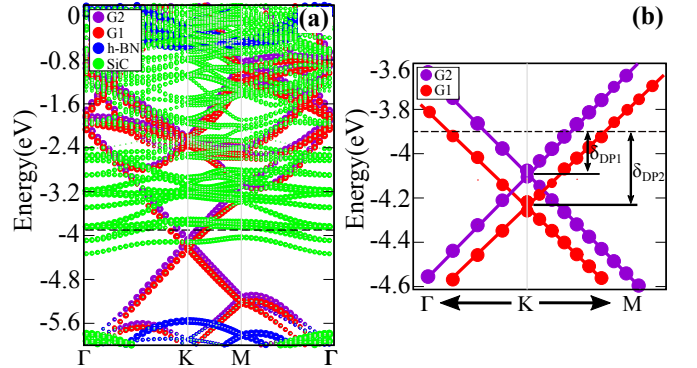 (a)
(b)
0
-0.8
-1.6
-2.4
-3.2
-4
-4.8
-5.6
Energy(eV)
G2
G1
h-BN
SiC
Γ K M Γ
-3.6
-3.8
-4
-4.2
-4.4
-4.6
Energy(eV)
G2
G1
δDP1
δDP2
Γ K M